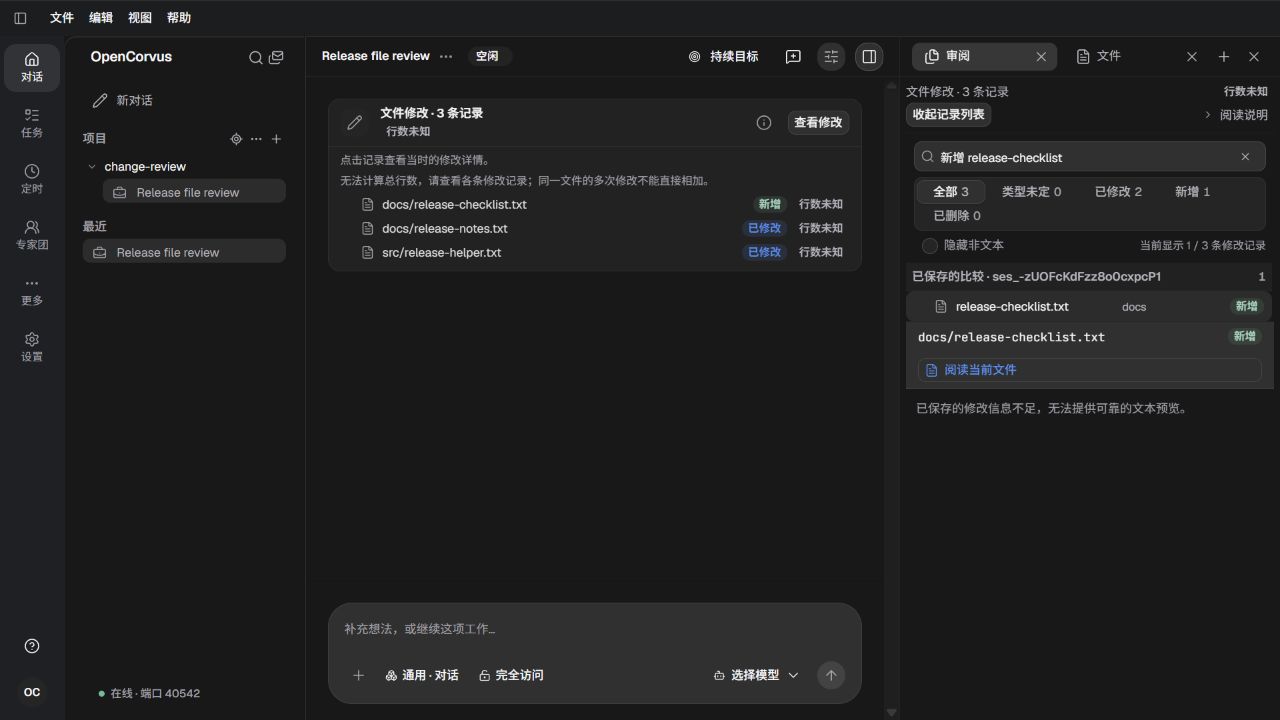 文件 编辑 视图 帮助
对话
任务
定时
专家团
更多
设置
OC
OpenCorvus
新对话
项目
change-review
Release file review
最近
Release file review
在线 · 端口 40542
Release file review ··· 空闲
持续目标
文件修改 · 3 条记录
行数未知
查看修改
点击记录查看当时的修改详情。
无法计算总行数，请查看各条修改记录；同一文件的多次修改不能直接相加。
docs/release-checklist.txt 新增 行数未知
docs/release-notes.txt 已修改 行数未知
src/release-helper.txt 已修改 行数未知
补充想法，或继续这项工作...
通用 · 对话 完全访问 选择模型
审阅 文件
文件修改 · 3 条记录 行数未知
收起记录列表 阅读说明
新增 release-checklist
全部 3 类型未定 0 已修改 2 新增 1
已删除 0
隐藏非文本 当前显示 1 / 3 条修改记录
已保存的比较 · ses_-zUOFcKdFzz8o0cxpcP1 1
release-checklist.txt docs 新增
docs/release-checklist.txt 新增
阅读当前文件
已保存的修改信息不足，无法提供可靠的文本预览。